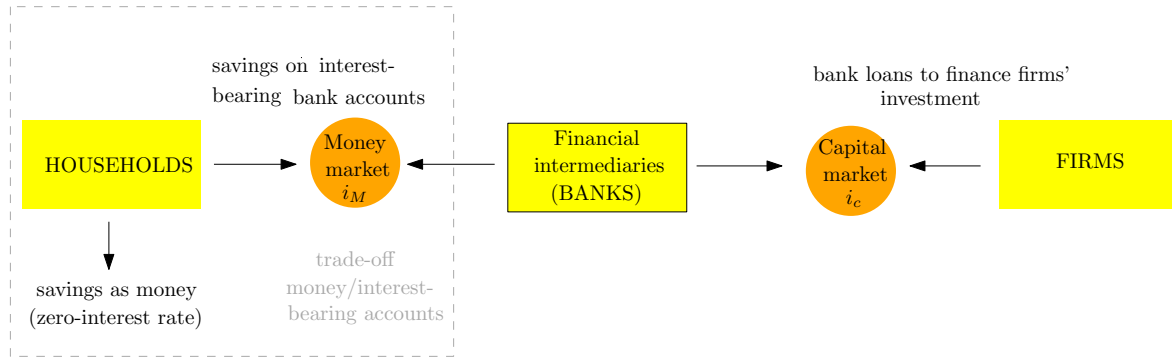 savings on interest-
bearing bank accounts
HOUSEHOLDS
Money
market
i_M
savings as money
(zero-interest rate)
trade-off
money/interest-
bearing accounts
Financial
intermediaries
(BANKS)
bank loans to finance firms'
investment
Capital
market
i_c
FIRMS